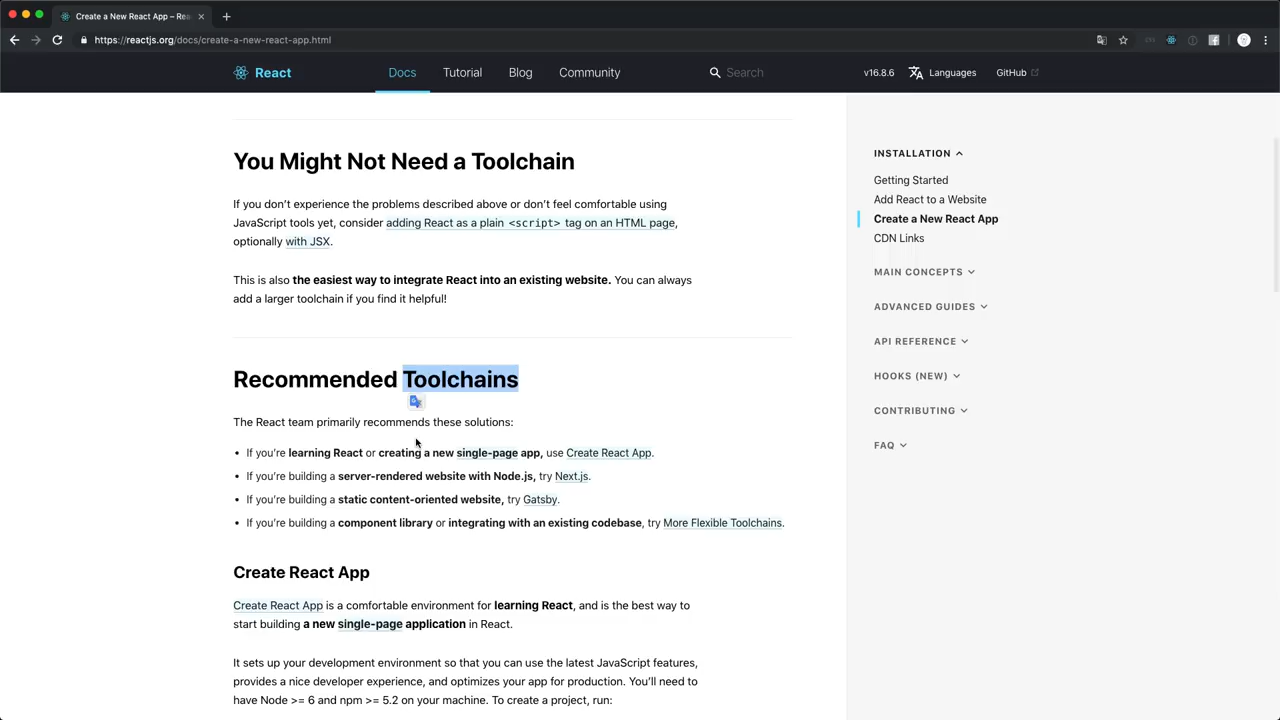 Create a New React App – Rea
https://reactjs.org/docs/create-a-new-react-app.html
React
Docs
Tutorial
Blog
Community
Search
v16.8.6
Languages
GitHub
You Might Not Need a Toolchain
If you don't experience the problems described above or don't feel comfortable using
JavaScript tools yet, consider adding React as a plain <script> tag on an HTML page,
optionally with JSX.
This is also the easiest way to integrate React into an existing website. You can always
add a larger toolchain if you find it helpful!
Recommended Toolchains
The React team primarily recommends these solutions:
• If you're learning React or creating a new single-page app, use Create React App.
• If you're building a server-rendered website with Node.js, try Next.js.
• If you're building a static content-oriented website, try Gatsby.
• If you're building a component library or integrating with an existing codebase, try More Flexible Toolchains.
Create React App
Create React App is a comfortable environment for learning React, and is the best way to
start building a new single-page application in React.
It sets up your development environment so that you can use the latest JavaScript features,
provides a nice developer experience, and optimizes your app for production. You'll need to
have Node >= 6 and npm >= 5.2 on your machine. To create a project, run:
INSTALLATION
Getting Started
Add React to a Website
Create a New React App
CDN Links
MAIN CONCEPTS
ADVANCED GUIDES
API REFERENCE
HOOKS (NEW)
CONTRIBUTING
FAQ